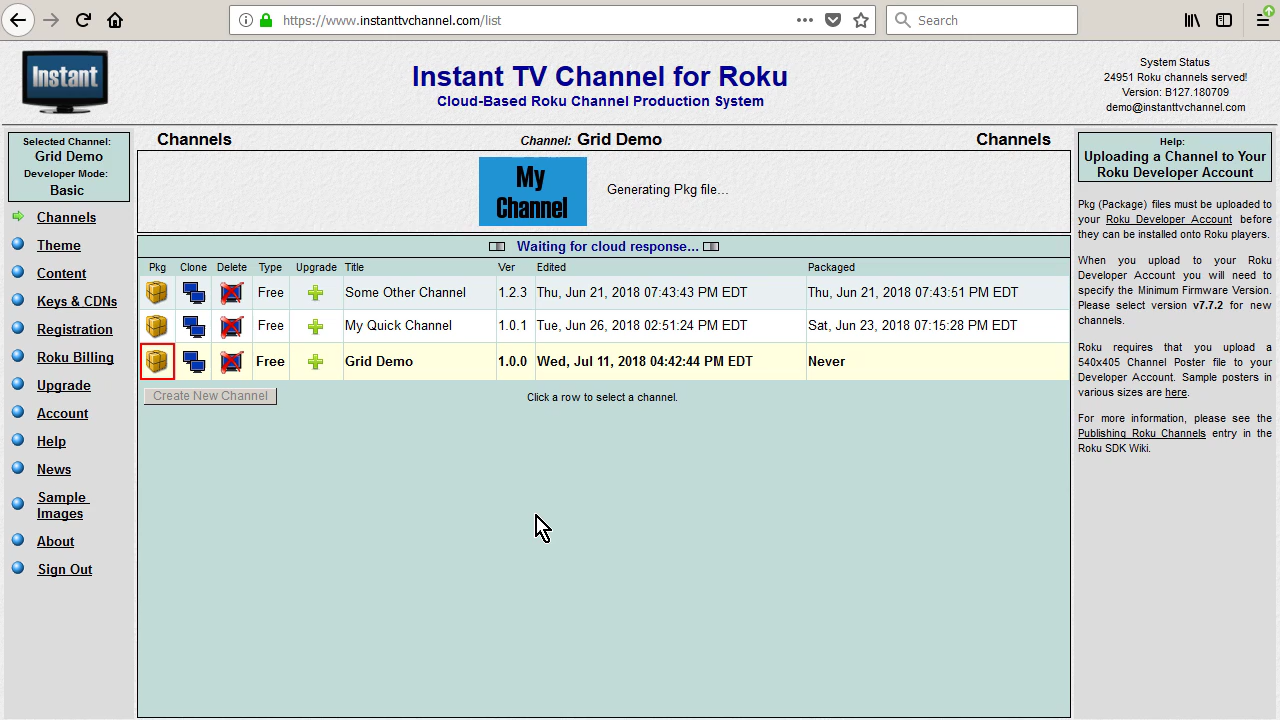 https://www.instanttvchannel.com/list
Search
Instant
Instant TV Channel for Roku
Cloud-Based Roku Channel Production System
System Status
24951 Roku channels served!
Version: B127.180709
demo@instanttvchannel.com
Selected Channel:
Grid Demo
Developer Mode:
Basic
Channels
Theme
Content
Keys & CDNs
Registration
Roku Billing
Upgrade
Account
Help
News
Sample
Images
About
Sign Out
Channels
Channel: Grid Demo
Channels
My
Channel
Generating Pkg file...
Waiting for cloud response...
Pkg Clone Delete Type Upgrade Title Ver Edited Packaged
Free Some Other Channel 1.2.3 Thu, Jun 21, 2018 07:43:43 PM EDT Thu, Jun 21, 2018 07:43:51 PM EDT
Free My Quick Channel 1.0.1 Tue, Jun 26, 2018 02:51:24 PM EDT Sat, Jun 23, 2018 07:15:28 PM EDT
Free Grid Demo 1.0.0 Wed, Jul 11, 2018 04:42:44 PM EDT Never
Create New Channel
Click a row to select a channel.
Help:
Uploading a Channel to Your
Roku Developer Account
Pkg (Package) files must be uploaded to
your Roku Developer Account before
they can be installed onto Roku players.
When you upload to your Roku
Developer Account you will need to
specify the Minimum Firmware Version.
Please select version v7.7.2 for new
channels.
Roku requires that you upload a
540x405 Channel Poster file to your
Developer Account. Sample posters in
various sizes are here.
For more information, please see the
Publishing Roku Channels entry in the
Roku SDK Wiki.